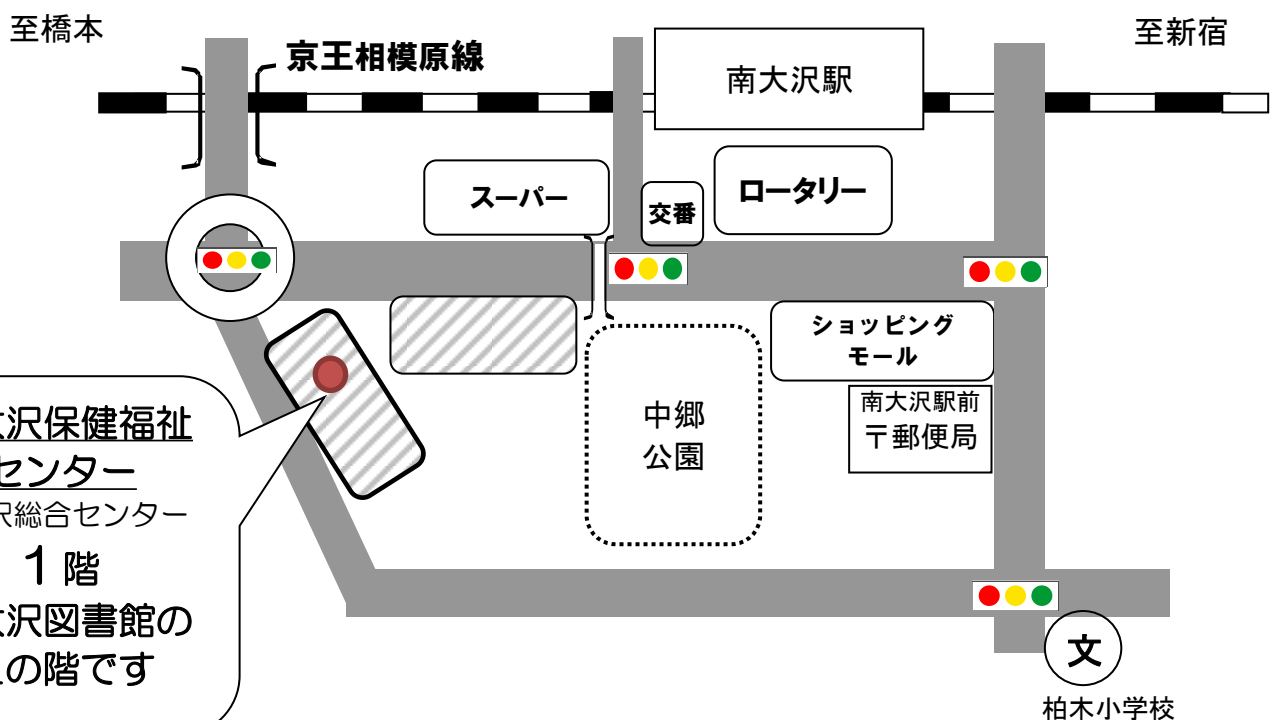 至橋本
京王相模原線
南大沢駅
至新宿
スーパー
交番
ロータリー
ショッピング
モール
南大沢駅前
〒郵便局
中郷
公園
沢保健福祉
センター
沢総合センター
1階
沢図書館の
の階です
文
柏木小学校